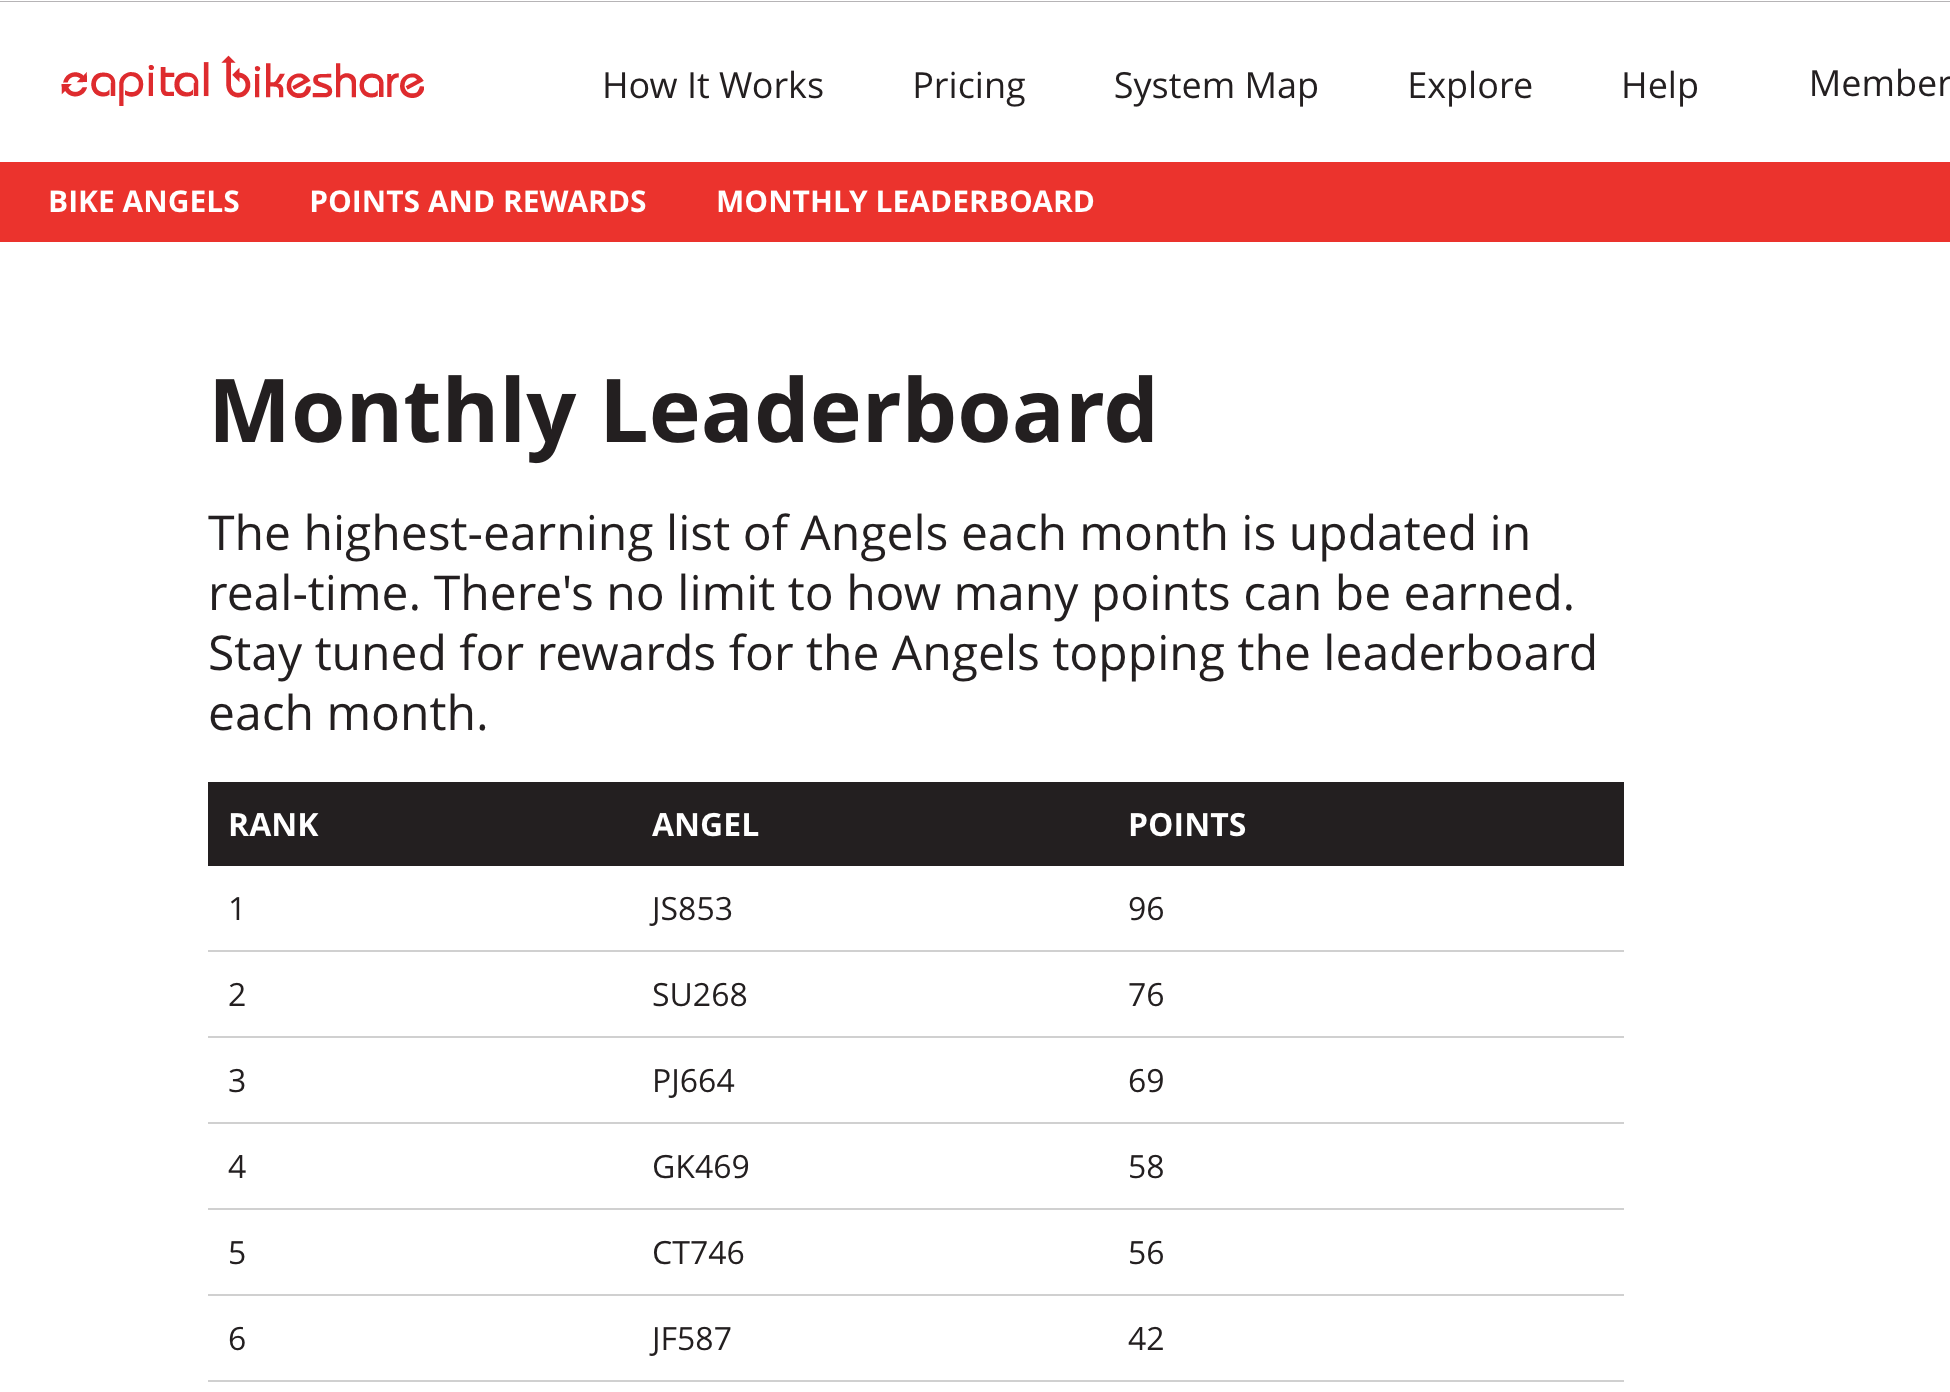 capital bikeshare How It Works Pricing System Map Explore Help Member
BIKE ANGELS POINTS AND REWARDS MONTHLY LEADERBOARD
Monthly Leaderboard
The highest-earning list of Angels each month is updated in
real-time. There's no limit to how many points can be earned.
Stay tuned for rewards for the Angels topping the leaderboard
each month.
RANK ANGEL POINTS
1 JS853 96
2 SU268 76
3 PJ664 69
4 GK469 58
5 CT746 56
6 JF587 42